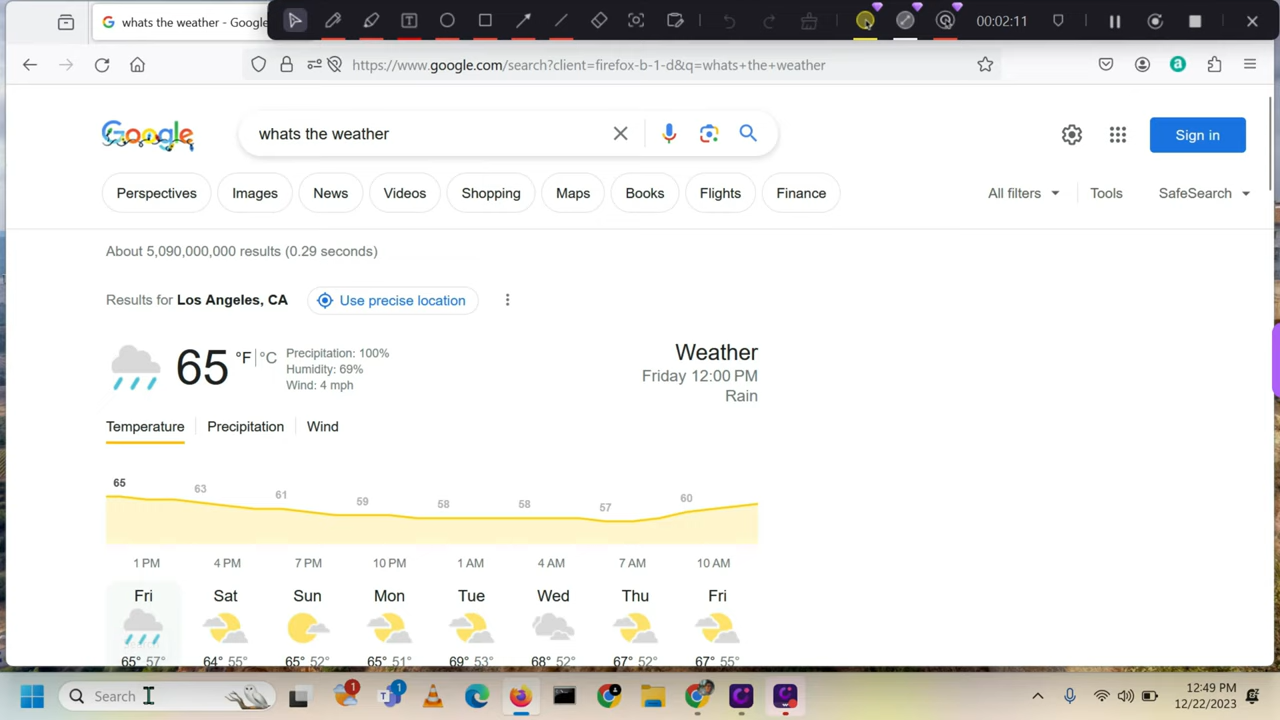 whats the weather - Google
00:02:11
https://www.google.com/search?client=firefox-b-1-d&q=whats+the+weather
Google
whats the weather
Sign in
Perspectives
Images
News
Videos
Shopping
Maps
Books
Flights
Finance
All filters
Tools
SafeSearch
About 5,090,000,000 results (0.29 seconds)
Results for Los Angeles, CA
Use precise location
65 °F | °C
Precipitation: 100%
Humidity: 69%
Wind: 4 mph
Weather
Friday 12:00 PM
Rain
Temperature
Precipitation
Wind
65 63 61 59 58 58 57 60
1 PM 4 PM 7 PM 10 PM 1 AM 4 AM 7 AM 10 AM
Fri Sat Sun Mon Tue Wed Thu Fri
65° 57° 64° 55° 65° 52° 65° 51° 69° 53° 68° 52° 67° 52° 67° 55°
Search
1
1
12:49 PM
12/22/2023